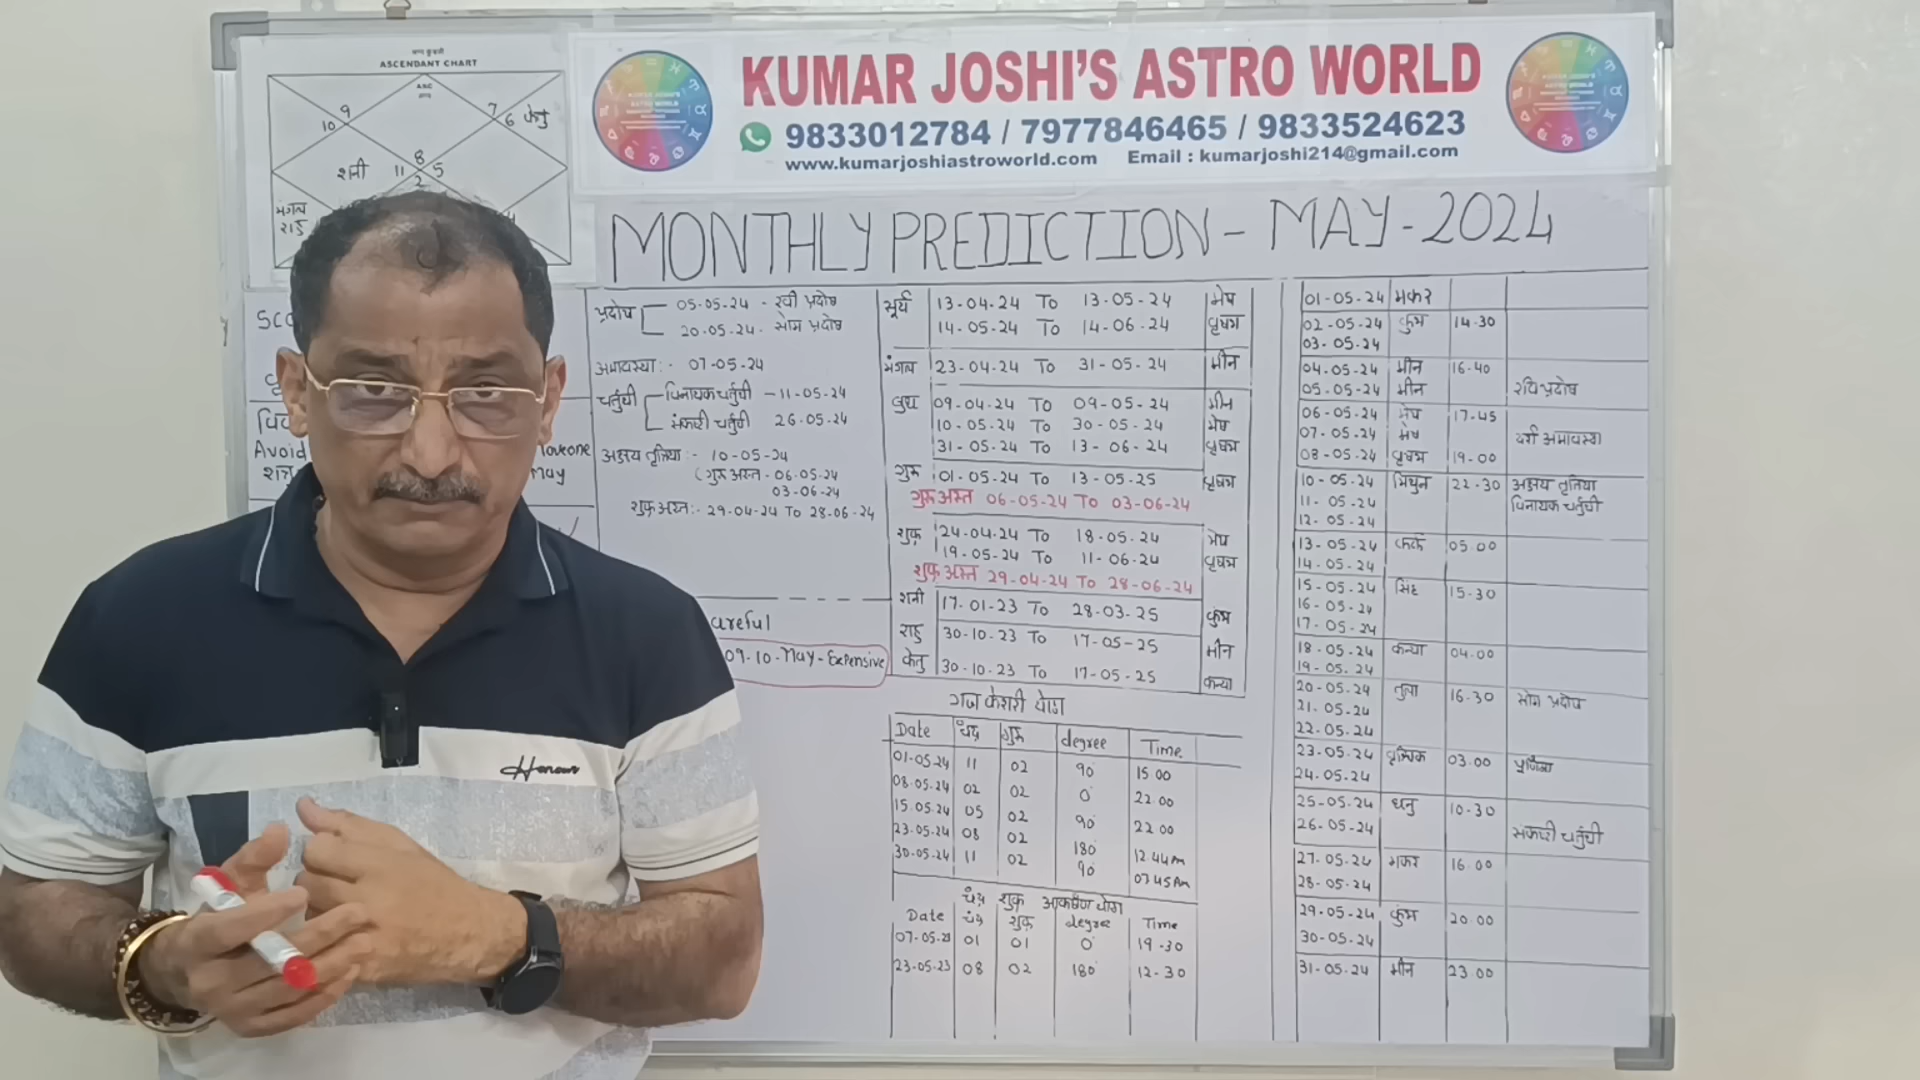 जन्म कुंडली
ASCENDANT CHART
ASC
9
10
7
6 केतु
8
शनी 11 5
2
मंगल
राहु
KUMAR JOSHI'S ASTRO WORLD
9833012784 / 7977846465 / 9833524623
www.kumarjoshiastroworld.com Email : kumarjoshi214@gmail.com
MONTHLY PREDICTION - MAY - 2024
Avoid
loveone
May
प्रदोष
05-05-24 - रवी प्रदोष
20-05-24 - सोम प्रदोष
अमावस्या :- 07-05-24
चर्तुथी
विनायक चर्तुथी - 11-05-24
संकष्टी चर्तुथी 26-05-24
अक्षय तृतिया :- 10-05-24
(गुरु अस्त - 06-05-24
03-06-24
शुक्र अस्त :- 29-04-24 TO 28-06-24
areful
09-10-May-Expensive
सूर्य 13-04-24 TO 13-05-24 मेष
14-05-24 TO 14-06-24 वृषभ
मंगल 23-04-24 TO 31-05-24 मीन
बुध 09-04-24 TO 09-05-24 मीन
10-05-24 TO 30-05-24 मेष
31-05-24 TO 13-06-24 वृषभ
गुरु 01-05-24 TO 13-05-25 वृषभ
गुरु अस्त 06-05-24 TO 03-06-24
शुक्र 24-04-24 TO 18-05-24 मेष
19-05-24 TO 11-06-24 वृषभ
शुक्र अस्त 29-04-24 TO 28-06-24
शनी 17-01-23 TO 28-03-25 कुंभ
राहु 30-10-23 TO 17-05-25 मीन
केतु 30-10-23 TO 17-05-25 कन्या
गज केशरी योग
Date चंद्र गुरु degree Time
01-05-24 11 02 90 15.00
08-05-24 02 02 0 22.00
15-05-24 05 02 90 22.00
23-05-24 08 02 180 12.44 PM
30-05-24 11 02 90 07.45 AM
चंद्र शुक्र आकर्षण योग
Date चंद्र शुक्र degree Time
07-05-23 01 01 0 19-30
23-05-23 08 02 180 12-30
01-05-24 मकर
02-05-24 कुंभ 14-30
03-05-24
04-05-24 मीन 16-40
05-05-24 मीन रवि प्रदोष
06-05-24 मेष 17-45
07-05-24 मेष दर्श अमावस्या
08-05-24 वृषभ 19-00
10-05-24 मिथुन 22-30 अक्षय तृतिया
11-05-24 विनायक चर्तुथी
12-05-24
13-05-24 कर्क 05.00
14-05-24
15-05-24 सिंह 15-30
16-05-24
17-05-24
18-05-24 कन्या 04.00
19-05-24
20-05-24 तुला 16-30 सोम प्रदोष
21-05-24
22-05-24
23-05-24 वृश्चिक 03.00 पूर्णिमा
24-05-24
25-05-24 धनु 10-30
26-05-24 संकष्टी चर्तुथी
27-05-24 मकर 16.00
28-05-24
29-05-24 कुंभ 20.00
30-05-24
31-05-24 मीन 23.00
Honour